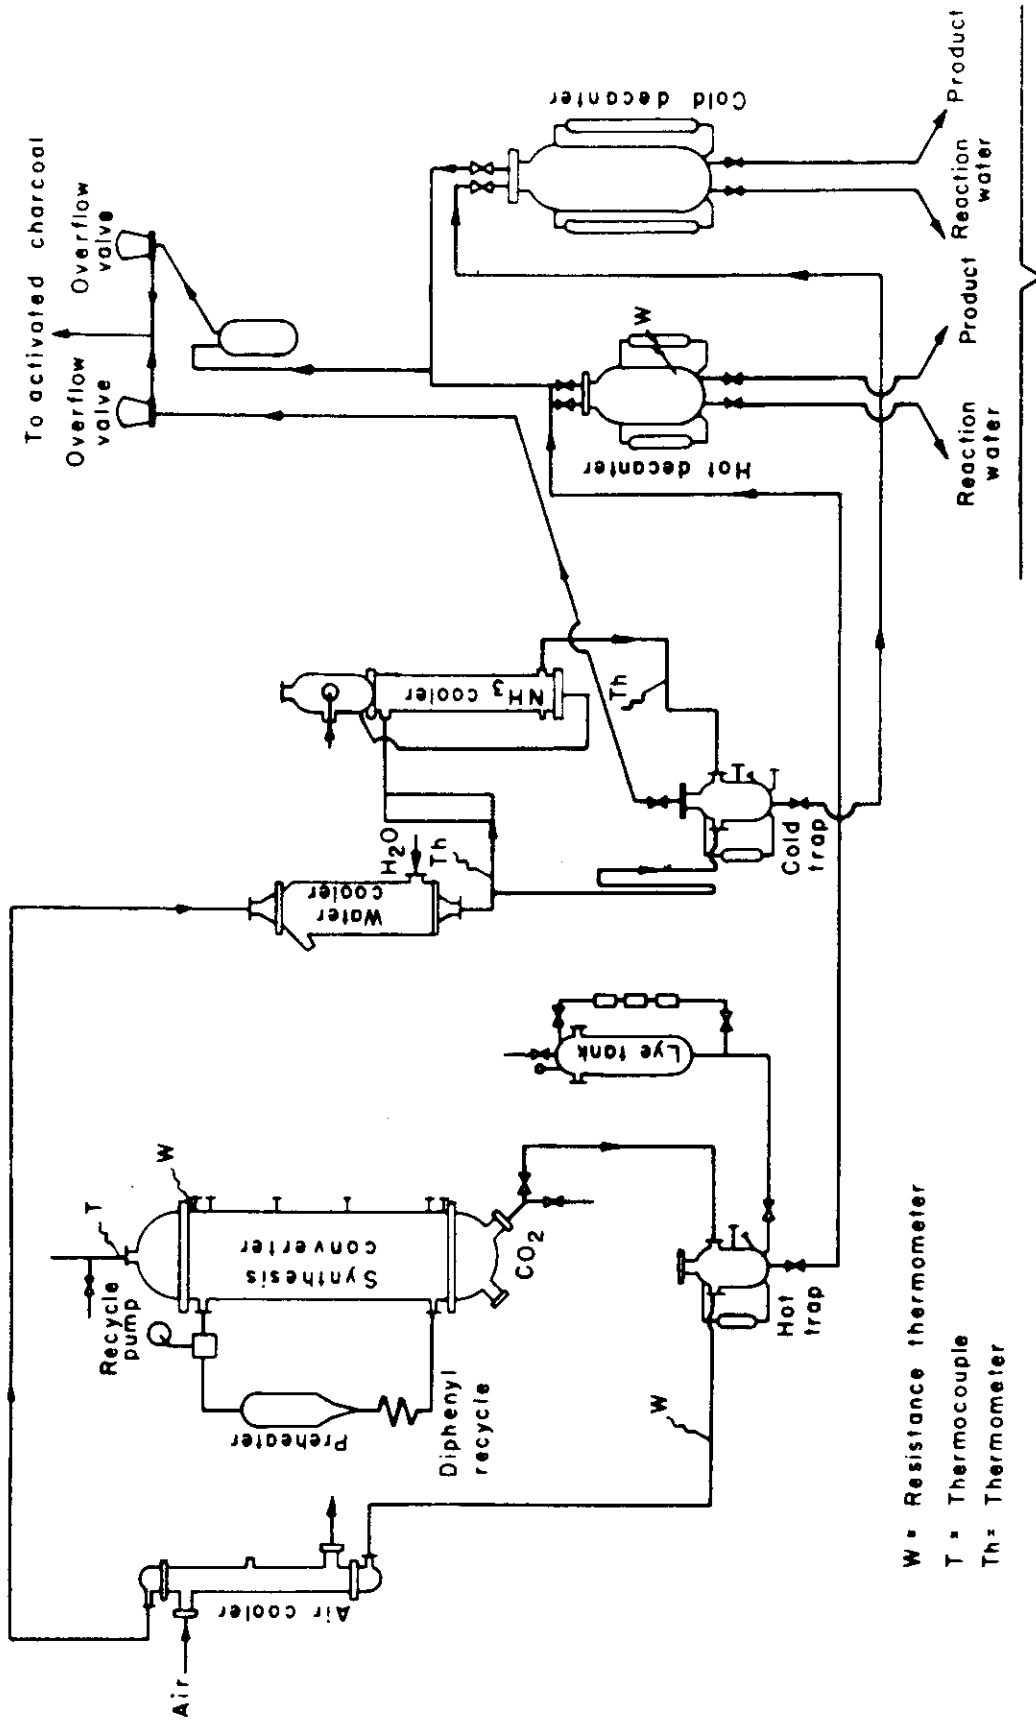 To activated charcoal
Overflow
valve
Overflow
valve
Cold decanter
Product
Reaction
water
W
Hot decanter
Product
Reaction
water
NH3 cooler
Th
H2O
Th
Water
cooler
Cold
trap
Lye tank
W
T
Recycle
pump
Synthesis
converter
CO2
Preheater
Diphenyl
recycle
Hot
trap
W
Air cooler
Air
W = Resistance thermometer
T = Thermocouple
Th= Thermometer